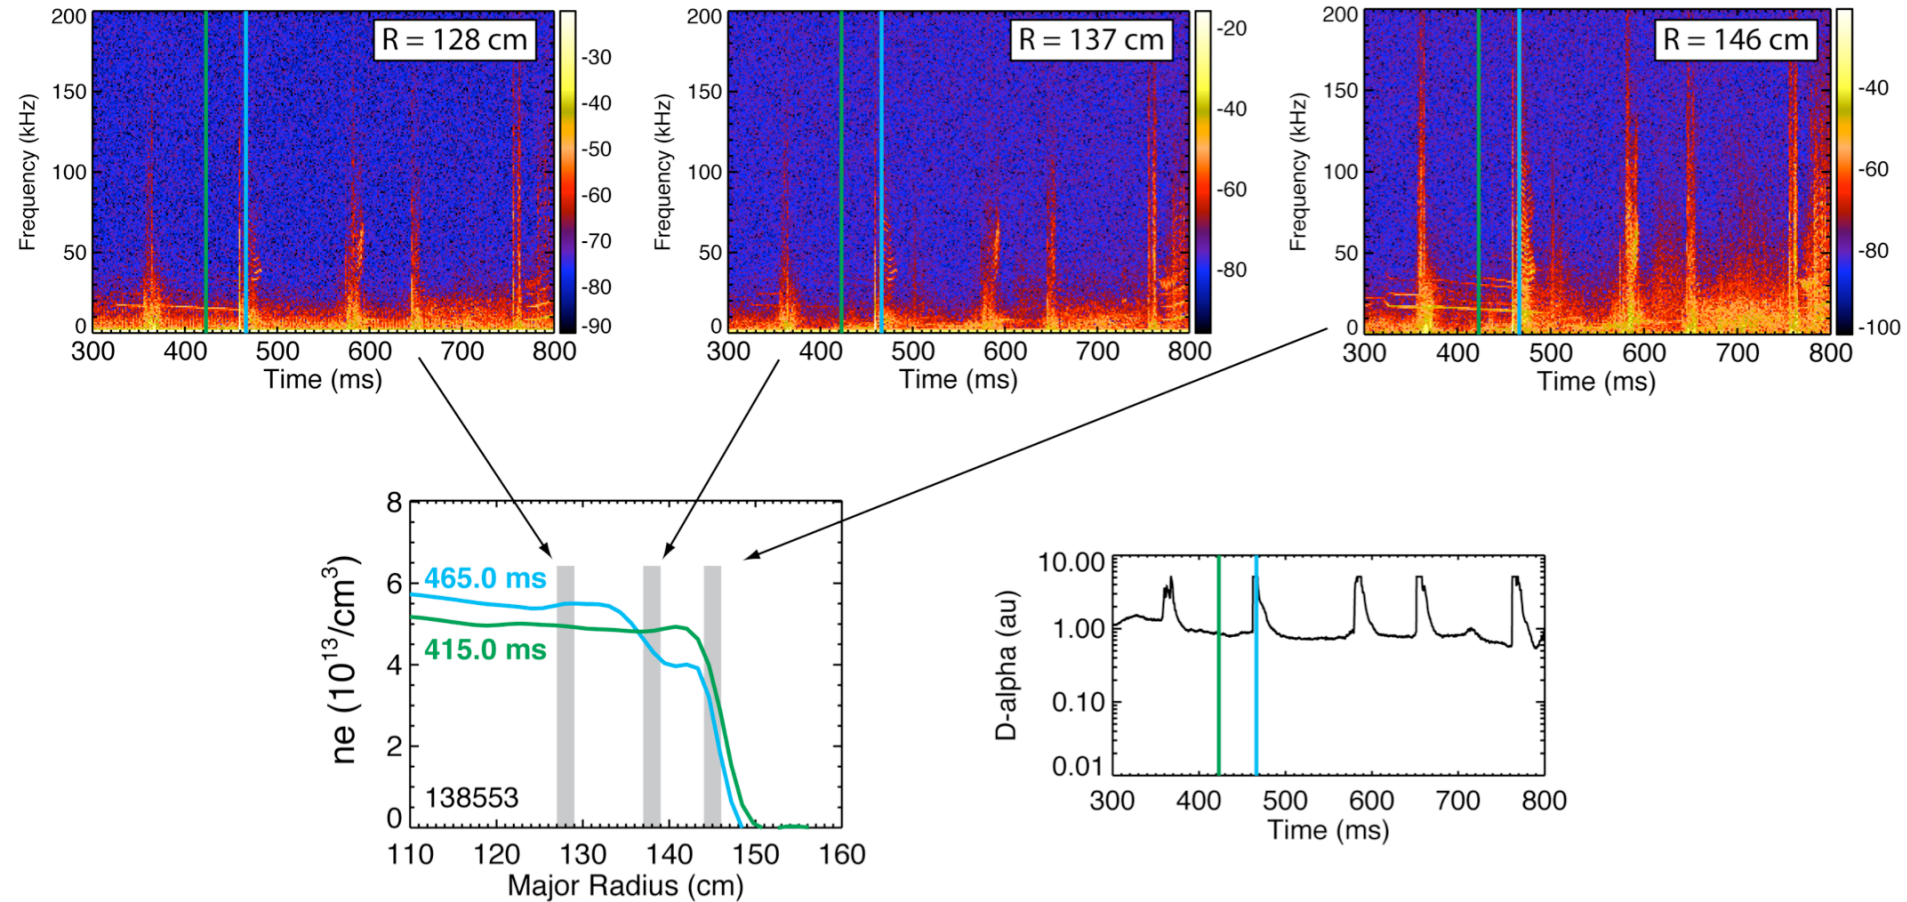 R = 128 cm
200
150
100
50
0
Frequency (kHz)
300 400 500 600 700 800
Time (ms)
-30
-40
-50
-60
-70
-80
-90
R = 137 cm
200
150
100
50
0
Frequency (kHz)
300 400 500 600 700 800
Time (ms)
-20
-40
-60
-80
R = 146 cm
200
150
100
50
0
Frequency (kHz)
300 400 500 600 700 800
Time (ms)
-40
-60
-80
-100
8
6
4
2
0
ne (10¹³/cm³)
465.0 ms
415.0 ms
138553
110 120 130 140 150 160
Major Radius (cm)
10.00
1.00
0.10
0.01
D-alpha (au)
300 400 500 600 700 800
Time (ms)